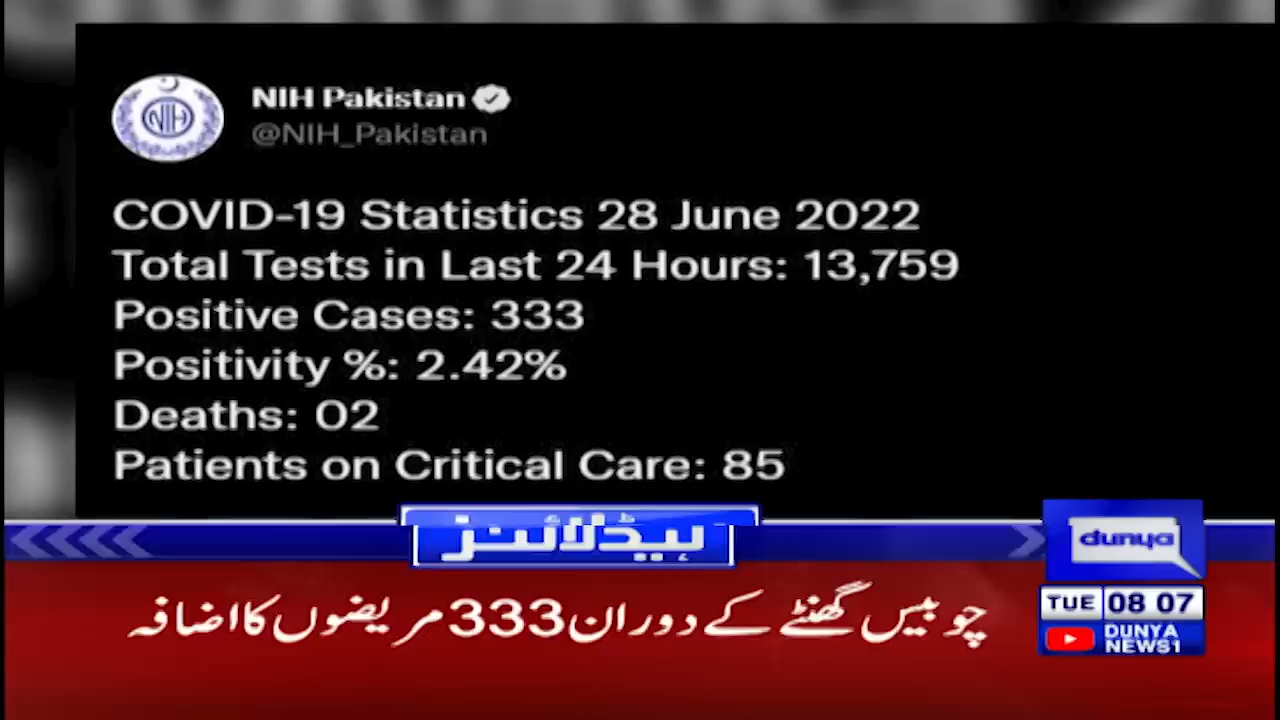 NIH
NIH Pakistan
@NIH_Pakistan
COVID-19 Statistics 28 June 2022
Total Tests in Last 24 Hours: 13,759
Positive Cases: 333
Positivity %: 2.42%
Deaths: 02
Patients on Critical Care: 85
ہیڈلائنز
dunya
چوبیس گھنٹے کے دوران 333 مریضوں کا اضافہ
TUE 08 07
DUNYA
NEWS1